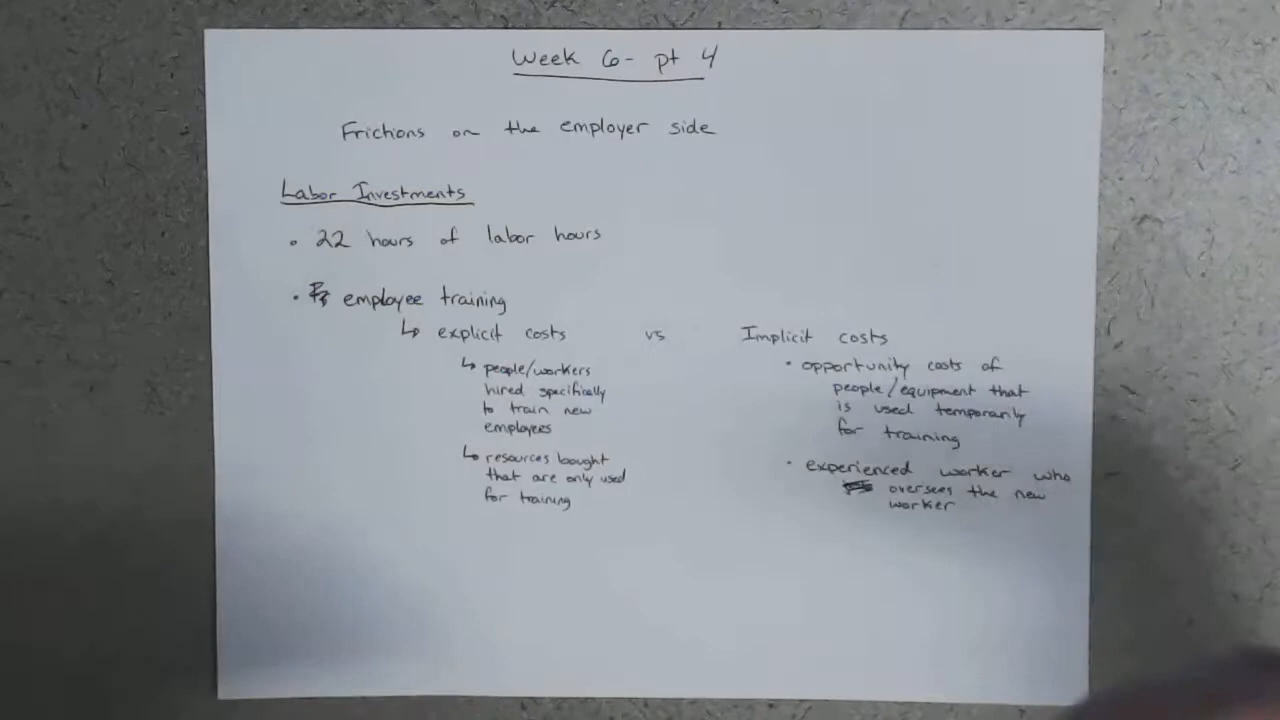 Week 6- pt 4
Frictions on the employer side
Labor Investments
• 22 hours of labor hours
• employee training
↳ explicit costs vs Implicit costs
↳ people/workers
hired specifically
to train new
employees
↳ resources bought
that are only used
for training
• opportunity costs of
people/equipment that
is used temporarily
for training
• experienced worker who
oversees the new
worker